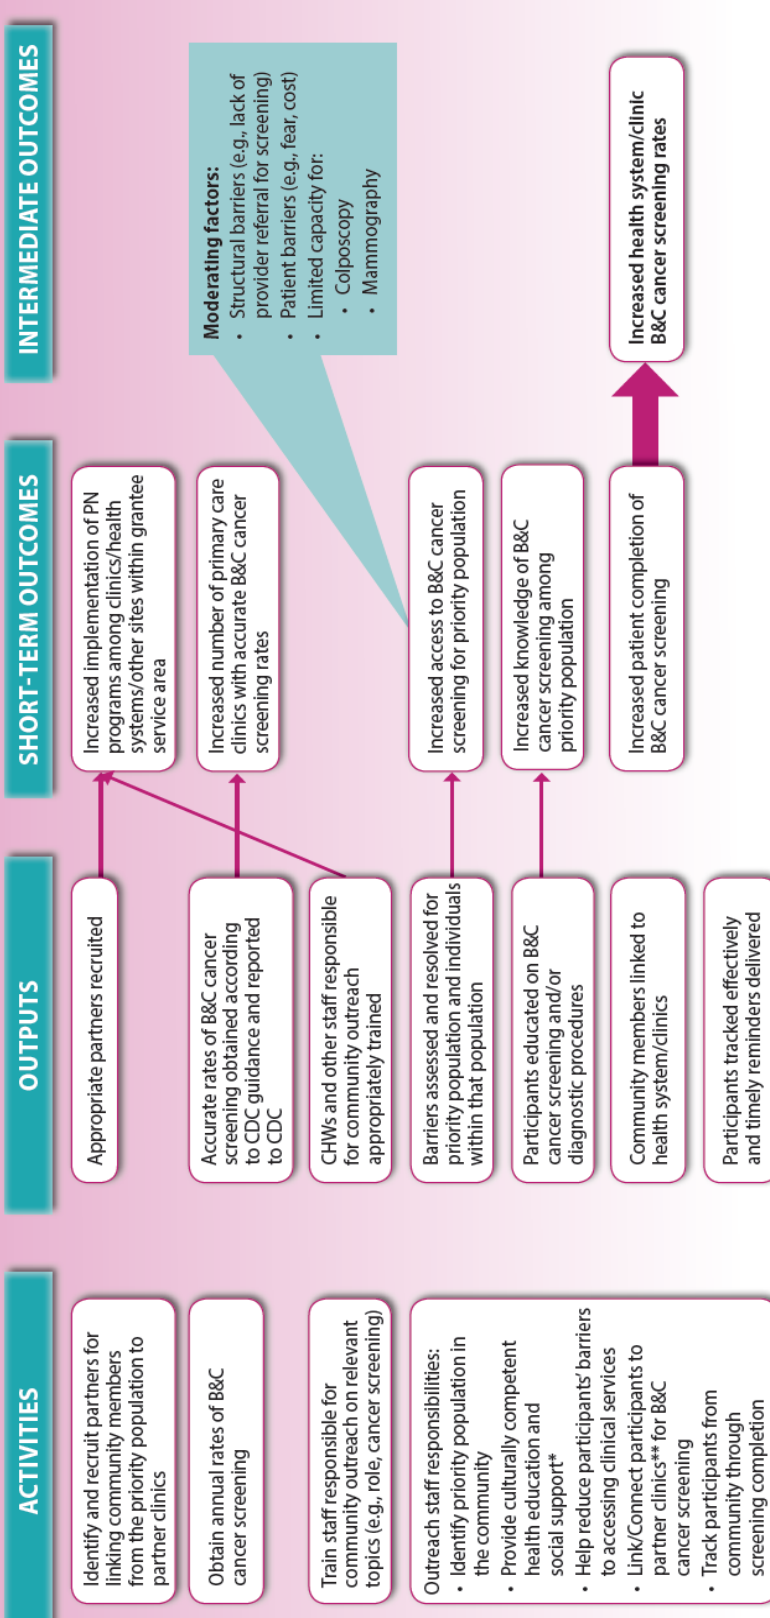 ACTIVITIES
Identify and recruit partners for
linking community members
from the priority population to
partner clinics
Obtain annual rates of B&C
cancer screening
Train staff responsible for
community outreach on relevant
topics (e.g., role, cancer screening)
Outreach staff responsibilities:
• Identify priority population in
the community
• Provide culturally competent
health education and
social support*
• Help reduce participants' barriers
to accessing clinical services
• Link/Connect participants to
partner clinics** for B&C
cancer screening
• Track participants from
community through
screening completion
OUTPUTS
Appropriate partners recruited
Accurate rates of B&C cancer
screening obtained according
to CDC guidance and reported
to CDC
CHWs and other staff responsible
for community outreach
appropriately trained
Barriers assessed and resolved for
priority population and individuals
within that population
Participants educated on B&C
cancer screening and/or
diagnostic procedures
Community members linked to
health system/clinics
Participants tracked effectively
and timely reminders delivered
SHORT-TERM OUTCOMES
Increased implementation of PN
programs among clinics/health
systems/other sites within grantee
service area
Increased number of primary care
clinics with accurate B&C cancer
screening rates
Increased access to B&C cancer
screening for priority population
Increased knowledge of B&C
cancer screening among
priority population
Increased patient completion of
B&C cancer screening
INTERMEDIATE OUTCOMES
Moderating factors:
• Structural barriers (e.g., lack of
provider referral for screening)
• Patient barriers (e.g., fear, cost)
• Limited capacity for:
• Colposcopy
• Mammography
Increased health system/clinic
B&C cancer screening rates